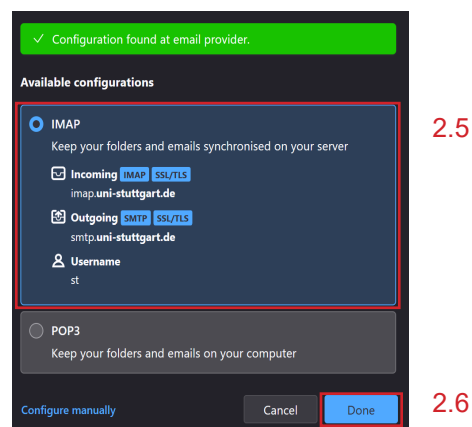 Configuration found at email provider.
Available configurations
IMAP
2.5
Keep your folders and emails synchronised on your server
Incoming IMAP SSL/TLS
imap.uni-stuttgart.de
Outgoing SMTP SSL/TLS
smtp.uni-stuttgart.de
Username
st
POP3
Keep your folders and emails on your computer
Configure manually Cancel Done 2.6